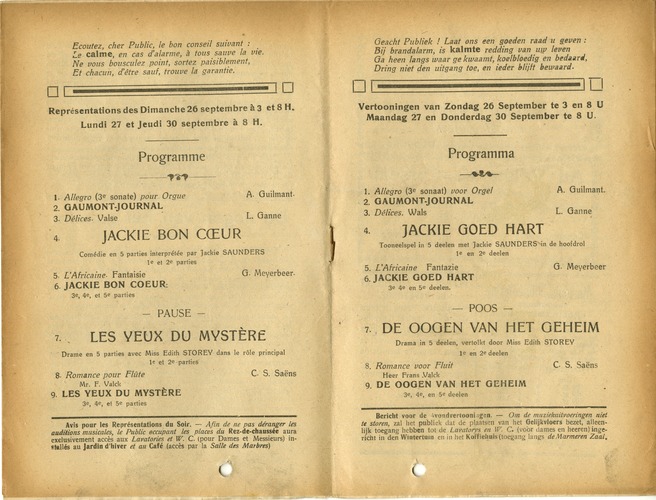 Ecoutez, cher Public, le bon conseil suivant :
Le calme, en cas d'alarme, à tous sauve la vie.
Ne vous bousculez point, sortez paisiblement,
Et chacun, d'être sauf, trouve la garantie.
Représentations des Dimanche 26 septembre à 3 et 8 H.
Lundi 27 et Jeudi 30 septembre à 8 H.
Programme
1. Allegro (3e sonate) pour Orgue A. Guilmant.
2. GAUMONT-JOURNAL
3. Délices. Valse L. Ganne
4. JACKIE BON CŒUR
Comédie en 5 parties interprétée par Jackie SAUNDERS
1e et 2e parties
5. L'Africaine. Fantaisie G. Meyerbeer.
6. JACKIE BON COEUR.
3e, 4e, et 5e parties
— PAUSE —
7. LES YEUX DU MYSTÈRE
Drame en 5 parties avec Miss Edith STOREY dans le rôle principal
1e et 2e parties
8. Romance pour Flûte C. S. Saëns
Mr. F. Valck
9. LES YEUX DU MYSTÈRE
3e, 4e, et 5e parties
Avis pour les Représentations du Soir. — Afin de ne pas déranger les
auditions musicales, le Public occupant les places du Rez-de-chaussée aura
exclusivement accès aux Lavatories et W. C. (pour Dames et Messieurs) in-
stallés au Jardin d'hiver et au Café (accès par la Salle des Marbres)
Geacht Publiek ! Laat ons een goeden raad u geven :
Bij brandalarm, is kalmte redding van uw leven
Ga heen langs waar ge kwaamt, koelbloedig en bedaard,
Dring niet den uitgang toe, en ieder blijft bewaard.
Vertooningen van Zondag 26 September te 3 en 8 U
Maandag 27 en Donderdag 30 September te 8 U.
Programma
1. Allegro (3e sonaat) voor Orgel A. Guilmant.
2. GAUMONT-JOURNAL
3. Délices. Wals L. Ganne
4. JACKIE GOED HART
Tooneelspel in 5 deelen met Jackie SAUNDERS in de hoofdrol
1e en 2e deelen
5. L'Africaine Fantazie G. Meyerbeer
6. JACKIE GOED HART
3e 4e en 5e deelen.
— POOS —
7. DE OOGEN VAN HET GEHEIM
Drama in 5 deelen, vertolkt door Miss Edith STOREY
1e en 2e deelen
8. Romance voor Fluit C. S. Saëns
Heer Frans Valck
9. DE OOGEN VAN HET GEHEIM
3e, 4e, en 5e deelen
Bericht voor de Avondvertooningen. — Om de muziekuitvoeringen niet
te storen, zal het publiek dat de plaatsen van het Gelijkvloers bezet, alleen-
lijk toegang hebben tot de Lavatorys en W. C. (voor dames en heeren) inge-
richt in den Wintertuin en in het Koffiehuis (toegang langs de Marmeren Zaal,